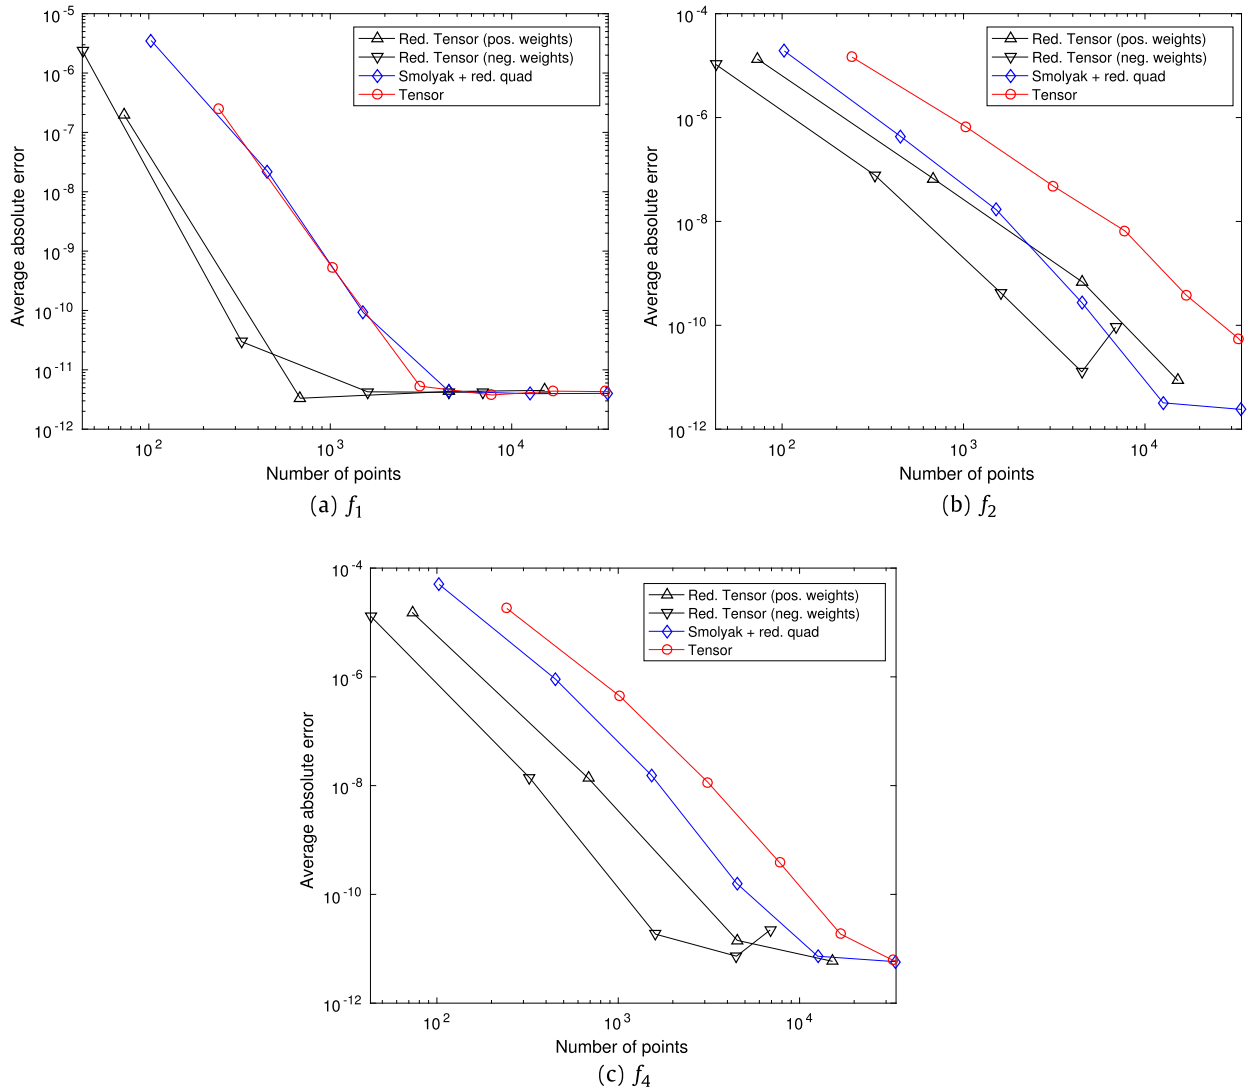 10^-5
10^-6
10^-7
10^-8
10^-9
10^-10
10^-11
10^-12
Average absolute error
Red. Tensor (pos. weights)
Red. Tensor (neg. weights)
Smolyak + red. quad
Tensor
10^2 10^3 10^4
Number of points
(a) f_1
10^-4
10^-6
10^-8
10^-10
10^-12
Average absolute error
Red. Tensor (pos. weights)
Red. Tensor (neg. weights)
Smolyak + red. quad
Tensor
10^2 10^3 10^4
Number of points
(b) f_2
10^-4
10^-6
10^-8
10^-10
10^-12
Average absolute error
Red. Tensor (pos. weights)
Red. Tensor (neg. weights)
Smolyak + red. quad
Tensor
10^2 10^3 10^4
Number of points
(c) f_4